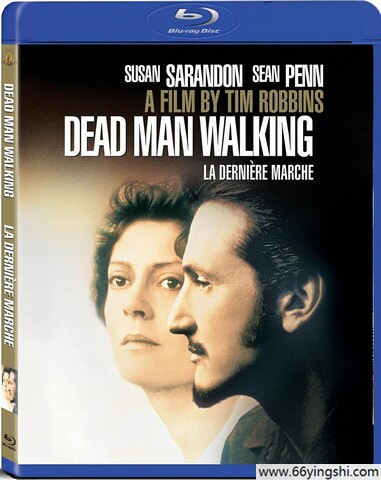 Blu-ray Disc
SUSAN SARANDON SEAN PENN
A FILM BY TIM ROBBINS
DEAD MAN WALKING
LA DERNIÈRE MARCHE
DEAD MAN WALKING
LA DERNIÈRE MARCHE
www.66yingshi.com